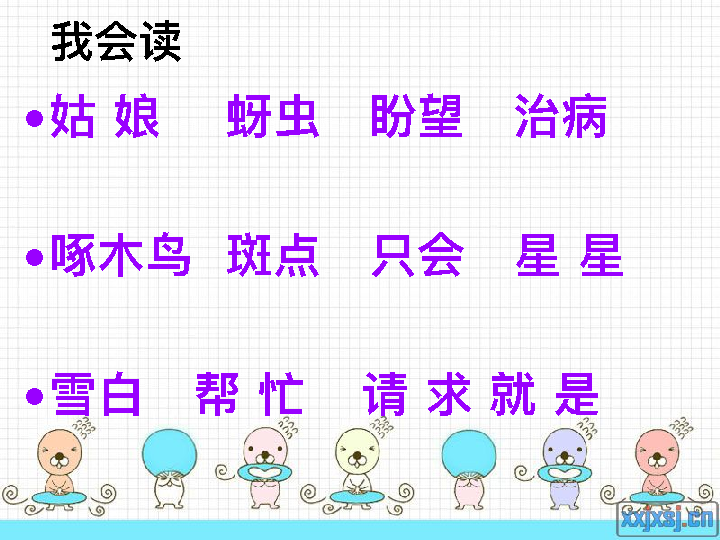 我会读
•姑 娘 蚜虫 盼望 治病
•啄木鸟 斑点 只会 星 星
•雪白 帮 忙 请 求 就 是
xxjxsj.cn